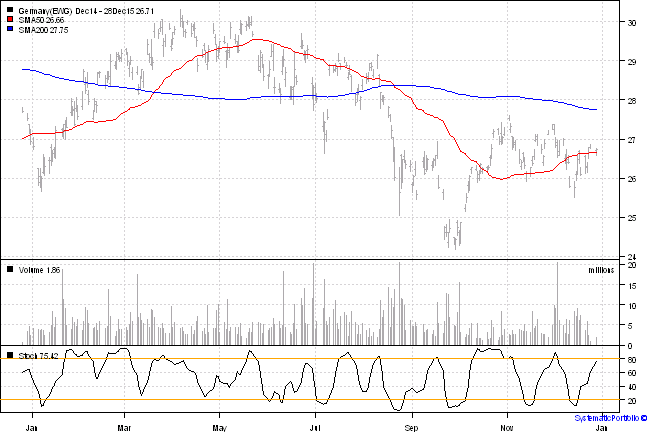 Germany(EWG) Dec14 - 28Dec15 26.71
SMA50 26.66
SMA200 27.75
30
29
28
27
26
25
24
Volume 1.86
millions
20
15
10
5
0
Stoch 75.42
80
60
40
20
Jan
Mar
May
Jul
Sep
Nov
Jan
SystematicPortfolio ©